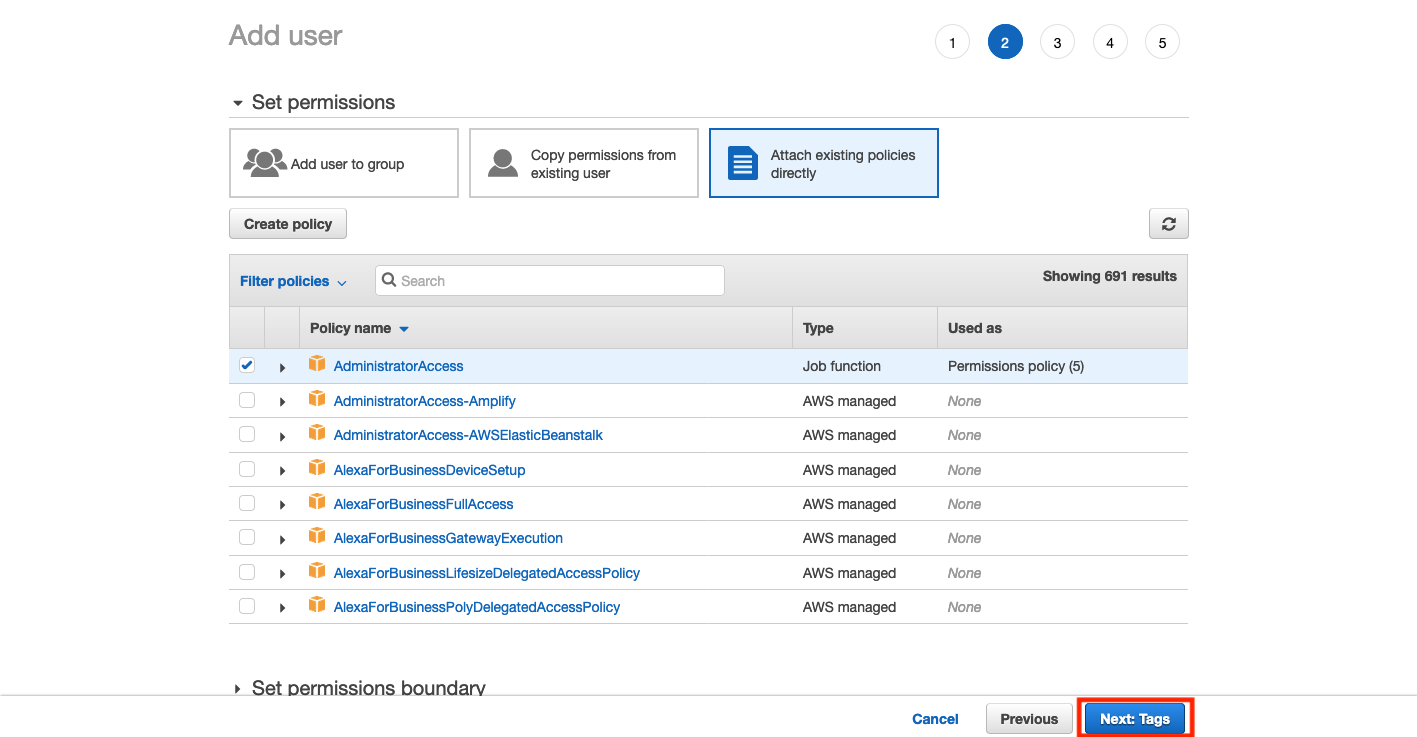 Add user
1 2 3 4 5
Set permissions
Add user to group
Copy permissions from
existing user
Attach existing policies
directly
Create policy
Filter policies
Search
Showing 691 results
Policy name Type Used as
AdministratorAccess Job function Permissions policy (5)
AdministratorAccess-Amplify AWS managed None
AdministratorAccess-AWSElasticBeanstalk AWS managed None
AlexaForBusinessDeviceSetup AWS managed None
AlexaForBusinessFullAccess AWS managed None
AlexaForBusinessGatewayExecution AWS managed None
AlexaForBusinessLifesizeDelegatedAccessPolicy AWS managed None
AlexaForBusinessPolyDelegatedAccessPolicy AWS managed None
Set permissions boundary
Cancel Previous Next: Tags